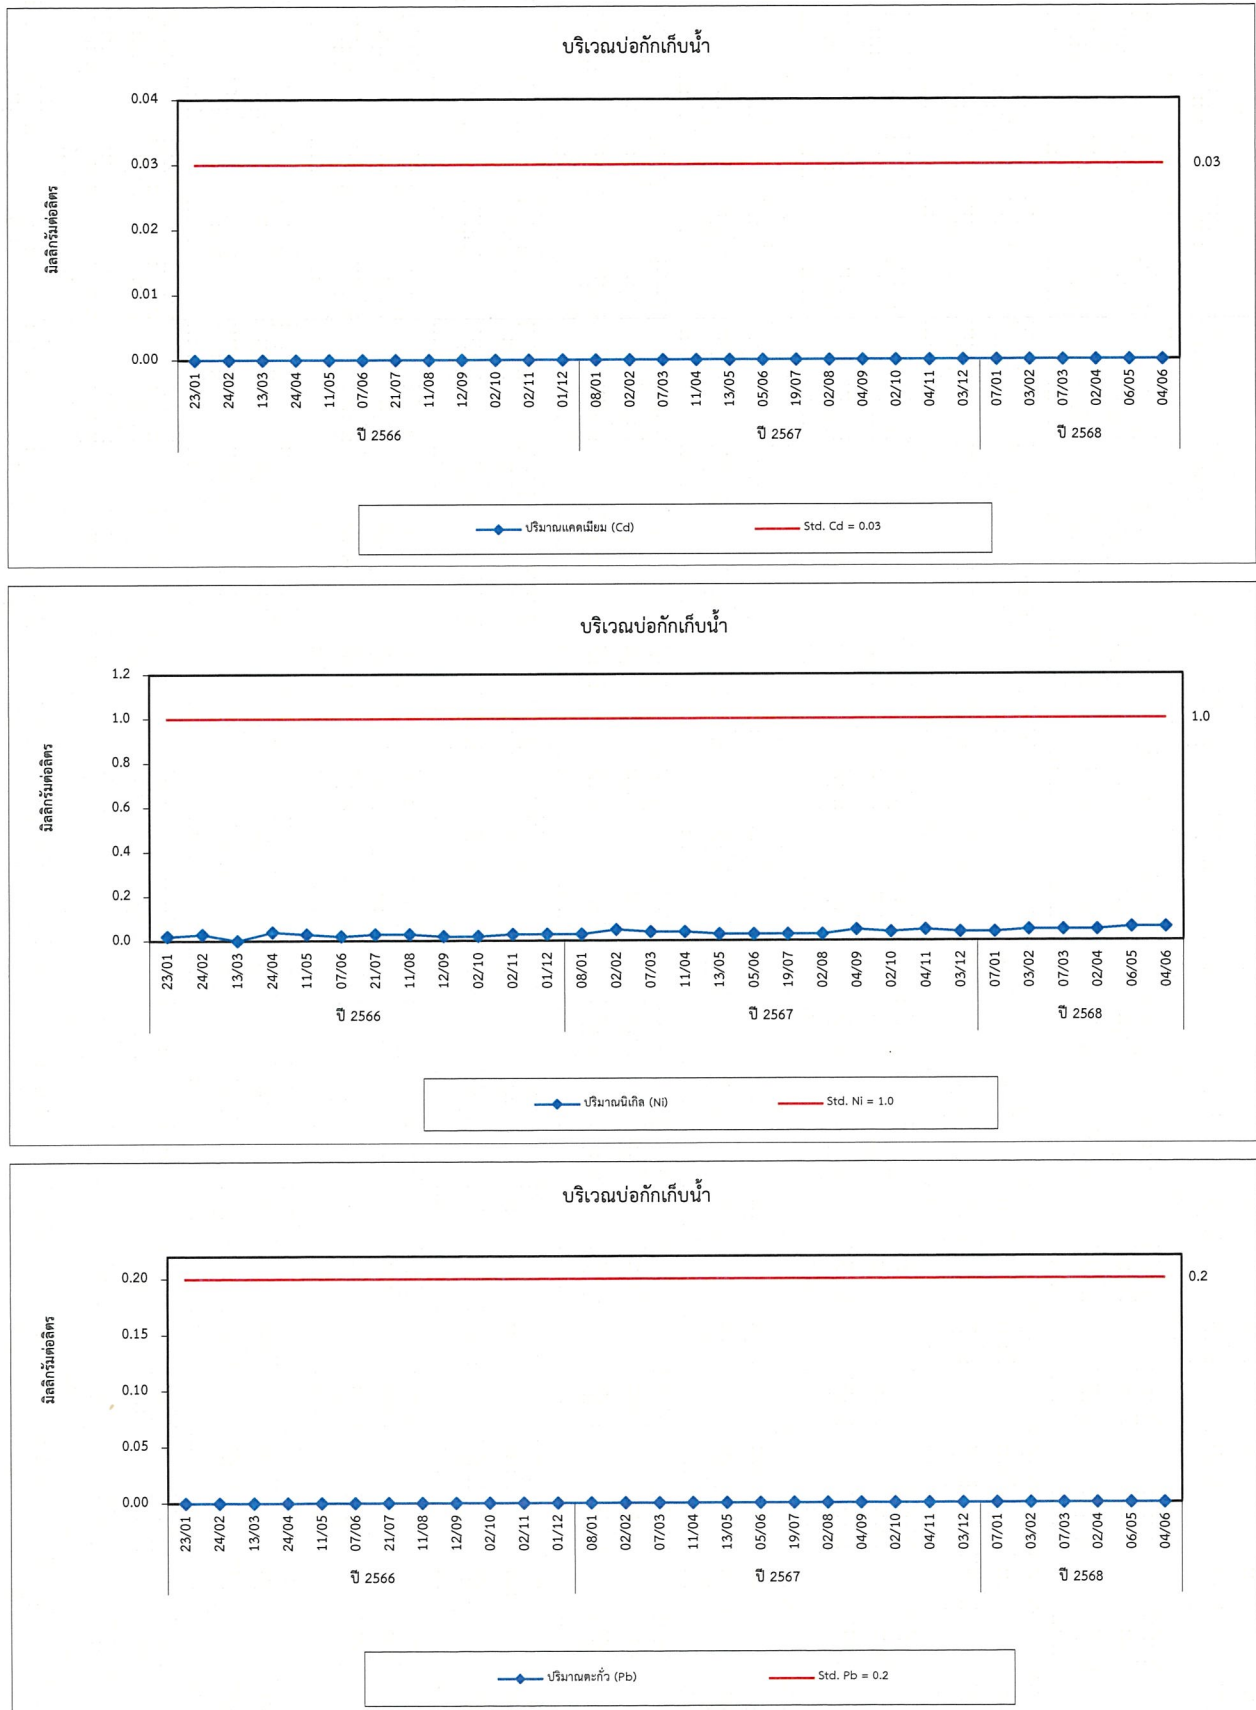 บริเวณบ่อกักเก็บน้ำ
มิลลิกรัมต่อลิตร
0.04
0.03
0.02
0.01
0.00
0.03
23/01 24/02 13/03 24/04 11/05 07/06 21/07 11/08 12/09 02/10 02/11 01/12 08/01 02/02 07/03 11/04 13/05 05/06 19/07 02/08 04/09 02/10 04/11 03/12 07/01 03/02 07/03 02/04 06/05 04/06
ปี 2566 ปี 2567 ปี 2568
ปริมาณแคดเมียม (Cd) Std. Cd = 0.03
บริเวณบ่อกักเก็บน้ำ
มิลลิกรัมต่อลิตร
1.2
1.0
0.8
0.6
0.4
0.2
0.0
1.0
23/01 24/02 13/03 24/04 11/05 07/06 21/07 11/08 12/09 02/10 02/11 01/12 08/01 02/02 07/03 11/04 13/05 05/06 19/07 02/08 04/09 02/10 04/11 03/12 07/01 03/02 07/03 02/04 06/05 04/06
ปี 2566 ปี 2567 ปี 2568
ปริมาณนิเกิล (Ni) Std. Ni = 1.0
บริเวณบ่อกักเก็บน้ำ
มิลลิกรัมต่อลิตร
0.20
0.15
0.10
0.05
0.00
0.2
23/01 24/02 13/03 24/04 11/05 07/06 21/07 11/08 12/09 02/10 02/11 01/12 08/01 02/02 07/03 11/04 13/05 05/06 19/07 02/08 04/09 02/10 04/11 03/12 07/01 03/02 07/03 02/04 06/05 04/06
ปี 2566 ปี 2567 ปี 2568
ปริมาณตะกั่ว (Pb) Std. Pb = 0.2